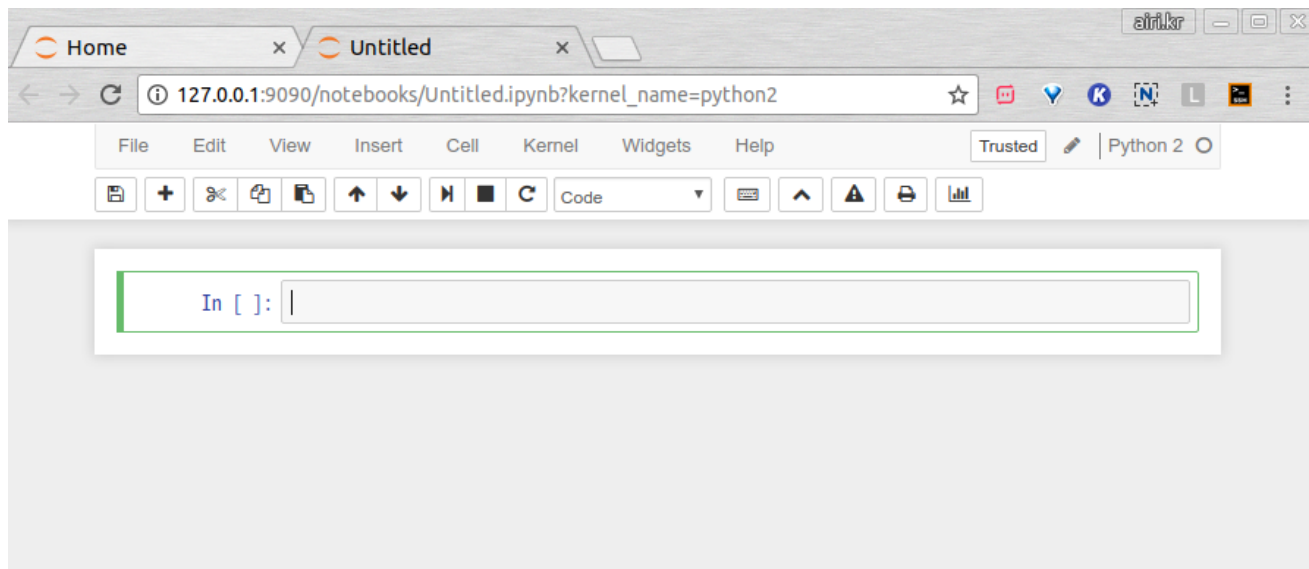 airi.kr
Home
Untitled
127.0.0.1:9090/notebooks/Untitled.ipynb?kernel_name=python2
File Edit View Insert Cell Kernel Widgets Help Trusted Python 2
Code
In [ ]: